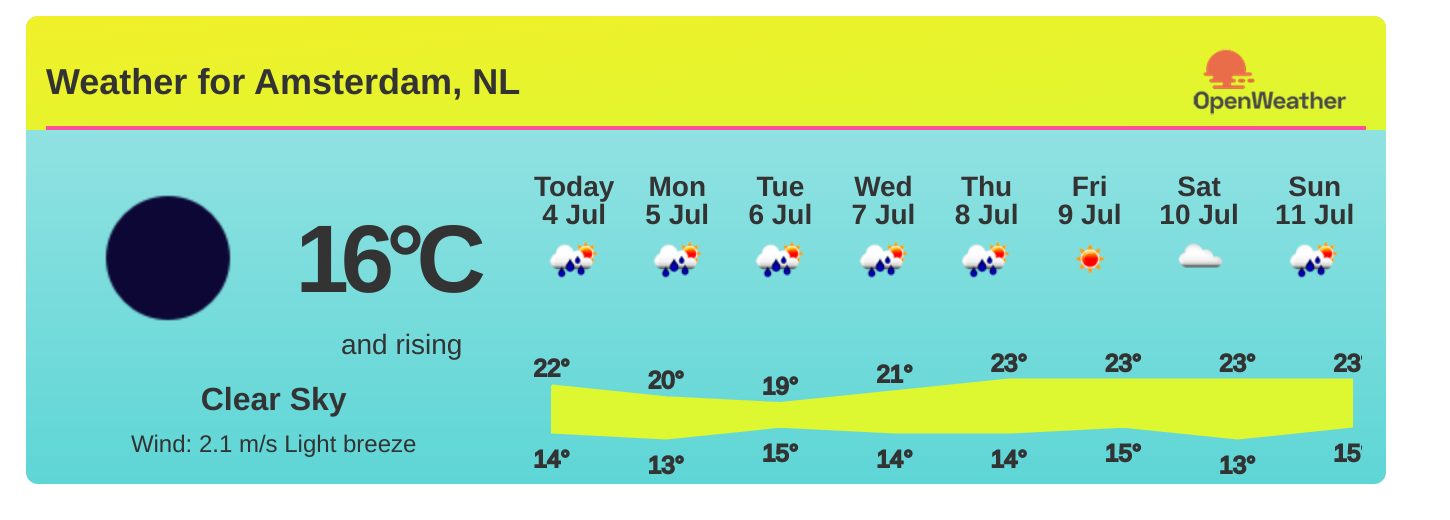 Weather for Amsterdam, NL
OpenWeather
Today Mon Tue Wed Thu Fri Sat Sun
4 Jul 5 Jul 6 Jul 7 Jul 8 Jul 9 Jul 10 Jul 11 Jul
16°C
and rising
Clear Sky
Wind: 2.1 m/s Light breeze
22° 20° 19° 21° 23° 23° 23° 23°
14° 13° 15° 14° 14° 15° 13° 15°